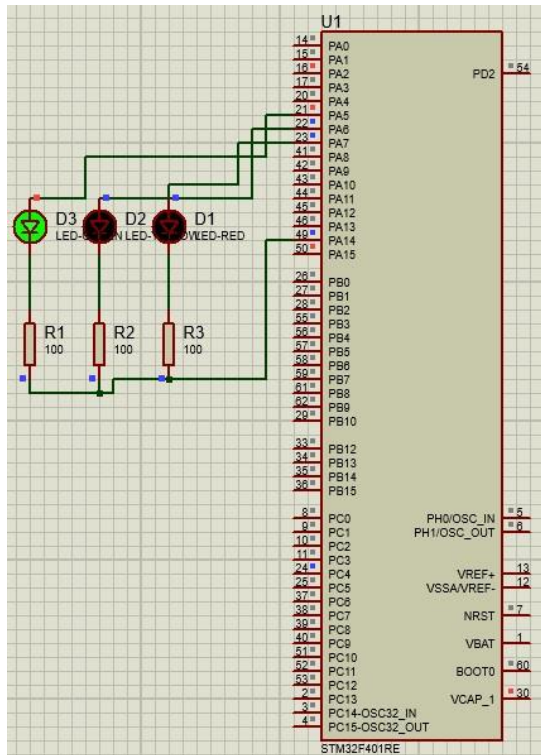 U1
14 PA0
15 PA1
16 PA2
17 PA3
20 PA4
21 PA5
22 PA6
23 PA7
41 PA8
42 PA9
43 PA10
44 PA11
45 PA12
46 PA13
49 PA14
50 PA15
26 PB0
27 PB1
28 PB2
55 PB3
56 PB4
57 PB5
58 PB6
59 PB7
61 PB8
62 PB9
29 PB10
33 PB12
34 PB13
35 PB14
36 PB15
8 PC0
9 PC1
10 PC2
11 PC3
24 PC4
25 PC5
37 PC6
38 PC7
39 PC8
40 PC9
51 PC10
52 PC11
53 PC12
2 PC13
3 PC14-OSC32_IN
4 PC15-OSC32_OUT
PD2 54
PH0/OSC_IN 5
PH1/OSC_OUT 6
VREF+ 13
VSSA/VREF- 12
NRST 7
VBAT 1
BOOT0 60
VCAP_1 30
STM32F401RE
D3
D2
D1
LED-RED
R1
100
R2
100
R3
100